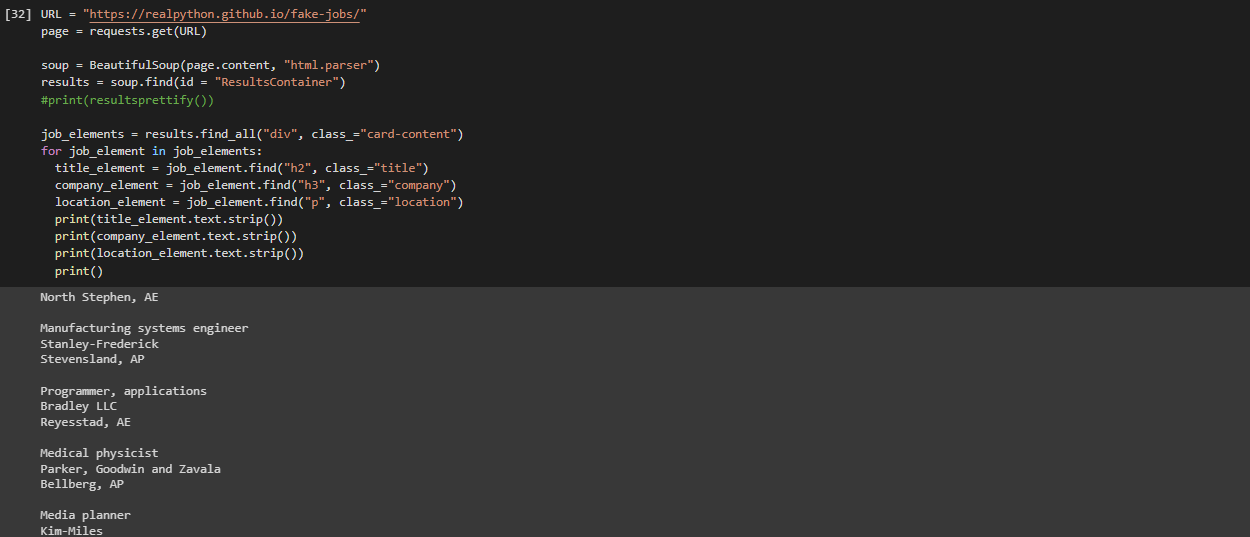 [32] URL = "https://realpython.github.io/fake-jobs/"
page = requests.get(URL)
soup = BeautifulSoup(page.content, "html.parser")
results = soup.find(id = "ResultsContainer")
#print(resultsprettify())
job_elements = results.find_all("div", class_="card-content")
for job_element in job_elements:
title_element = job_element.find("h2", class_="title")
company_element = job_element.find("h3", class_="company")
location_element = job_element.find("p", class_="location")
print(title_element.text.strip())
print(company_element.text.strip())
print(location_element.text.strip())
print()
North Stephen, AE
Manufacturing systems engineer
Stanley-Frederick
Stevensland, AP
Programmer, applications
Bradley LLC
Reyesstad, AE
Medical physicist
Parker, Goodwin and Zavala
Bellberg, AP
Media planner
Kim-Miles